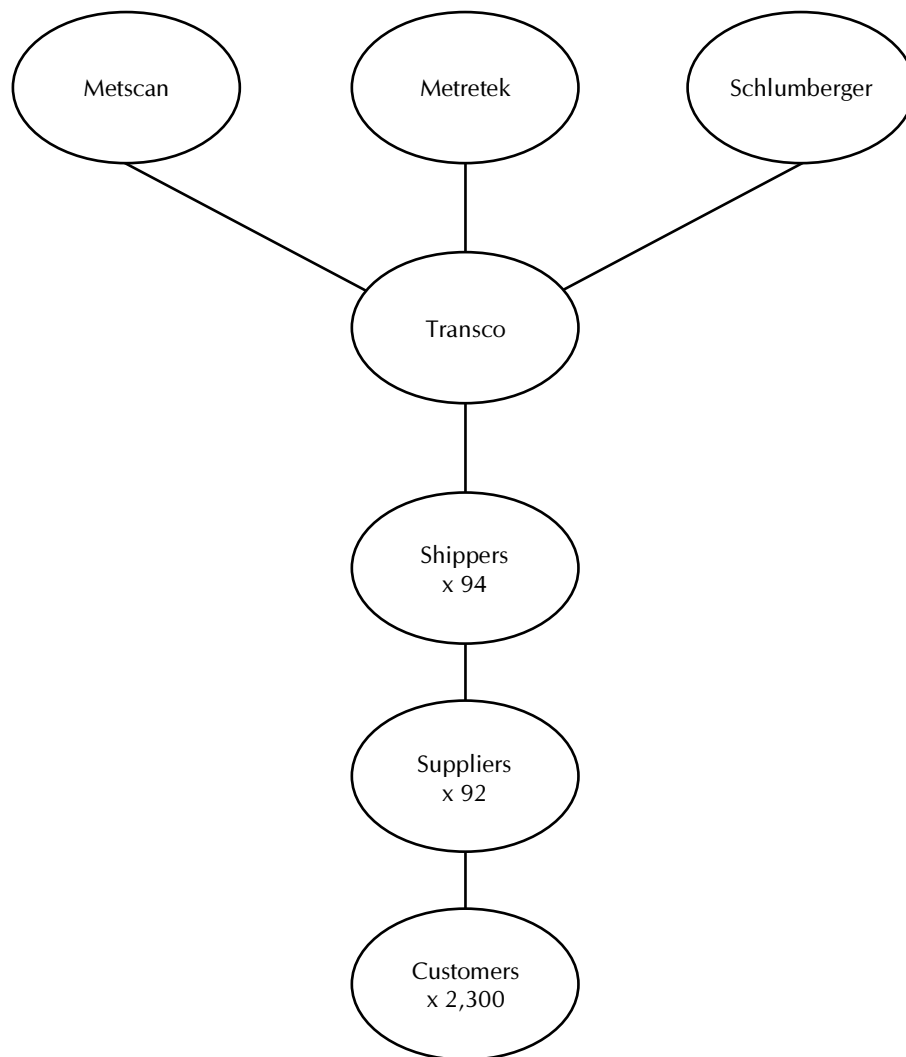 Metscan
Metretek
Schlumberger
Transco
Shippers
x 94
Suppliers
x 92
Customers
x 2,300